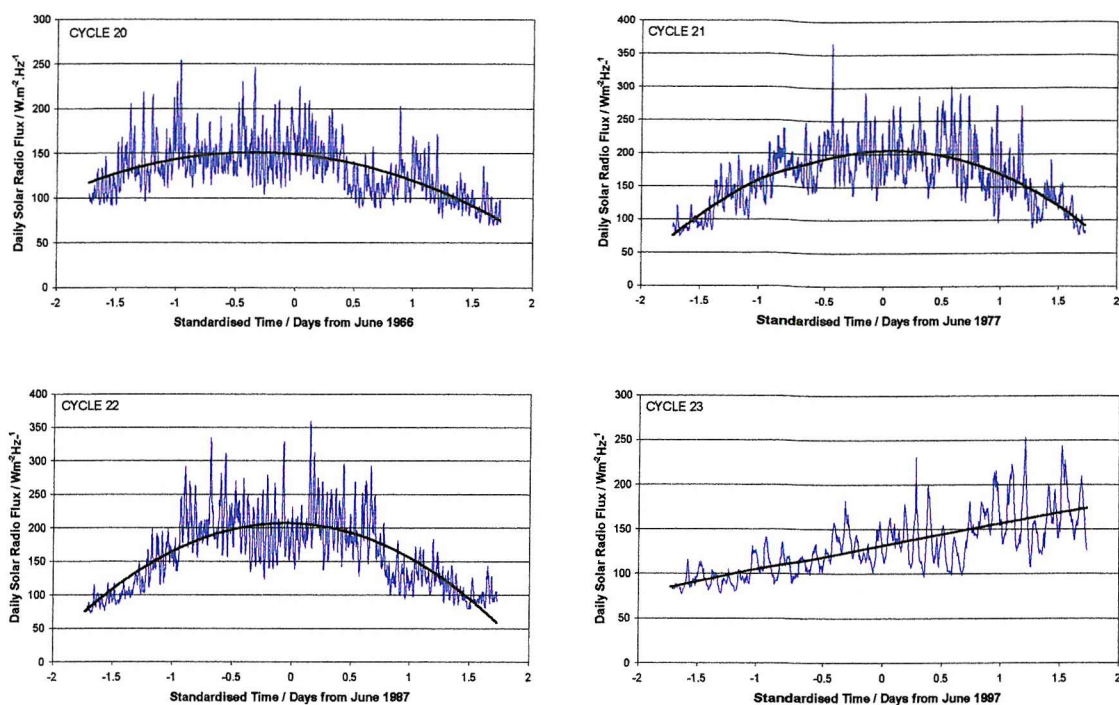 CYCLE 20
Daily Solar Radio Flux / W.m-2.Hz-1
300
250
200
150
100
50
0
-2 -1.5 -1 -0.5 0 0.5 1 1.5 2
Standardised Time / Days from June 1966
CYCLE 21
Daily Solar Radio Flux / Wm-2Hz-1
400
350
300
250
200
150
100
50
0
-2 -1.5 -1 -0.5 0 0.5 1 1.5 2
Standardised Time / Days from June 1977
CYCLE 22
Daily Solar Radio Flux / Wm-2Hz-1
400
350
300
250
200
150
100
50
0
-2 -1.5 -1 -0.5 0 0.5 1 1.5 2
Standardised Time / Days from June 1987
CYCLE 23
Daily Solar Radio Flux / Wm-2Hz-1
300
250
200
150
100
50
0
-2 -1.5 -1 -0.5 0 0.5 1 1.5 2
Standardised Time / Days from June 1997